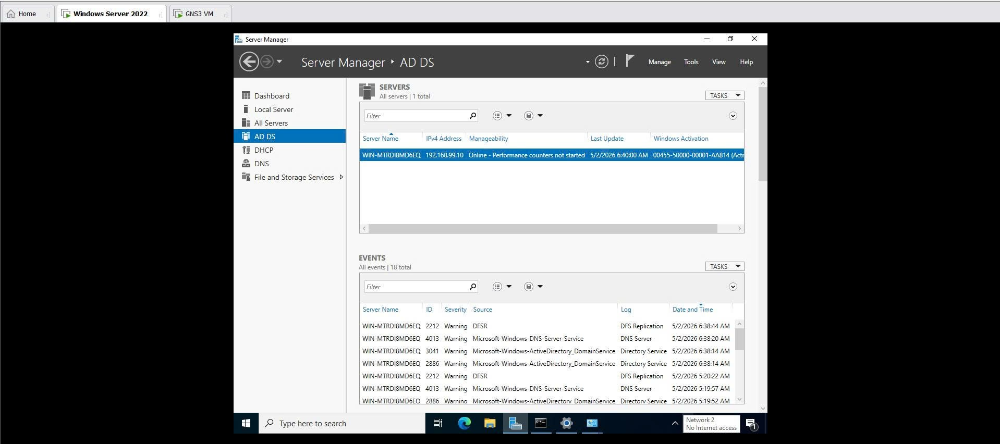 Home
Windows Server 2022
GNS3 VM
Server Manager
Server Manager AD DS
Manage Tools View Help
Dashboard
Local Server
All Servers
AD DS
DHCP
DNS
File and Storage Services
SERVERS
All servers | 1 total
TASKS
Filter
Server Name IPv4 Address Manageability Last Update Windows Activation
WIN-MTRDI8MD6EQ 192.168.99.10 Online - Performance counters not started 5/2/2026 6:40:00 AM 00455-50000-00001-AA814 (Acti
EVENTS
All events | 18 total
TASKS
Filter
Server Name ID Severity Source Log Date and Time
WIN-MTRDI8MD6EQ 2212 Warning DFSR DFS Replication 5/2/2026 6:38:44 AM
WIN-MTRDI8MD6EQ 4013 Warning Microsoft-Windows-DNS-Server-Service DNS Server 5/2/2026 6:38:20 AM
WIN-MTRDI8MD6EQ 3041 Warning Microsoft-Windows-ActiveDirectory_DomainService Directory Service 5/2/2026 6:38:14 AM
WIN-MTRDI8MD6EQ 2886 Warning Microsoft-Windows-ActiveDirectory_DomainService Directory Service 5/2/2026 6:38:14 AM
WIN-MTRDI8MD6EQ 2212 Warning DFSR DFS Replication 5/2/2026 5:20:22 AM
WIN-MTRDI8MD6EQ 4013 Warning Microsoft-Windows-DNS-Server-Service DNS Server 5/2/2026 5:19:57 AM
WIN-MTRDI8MD6EQ 2886 Warning Microsoft-Windows-ActiveDirectory_DomainService Directory Service 5/2/2026 5:19:52 AM
Type here to search
Network 2
No Internet access
1